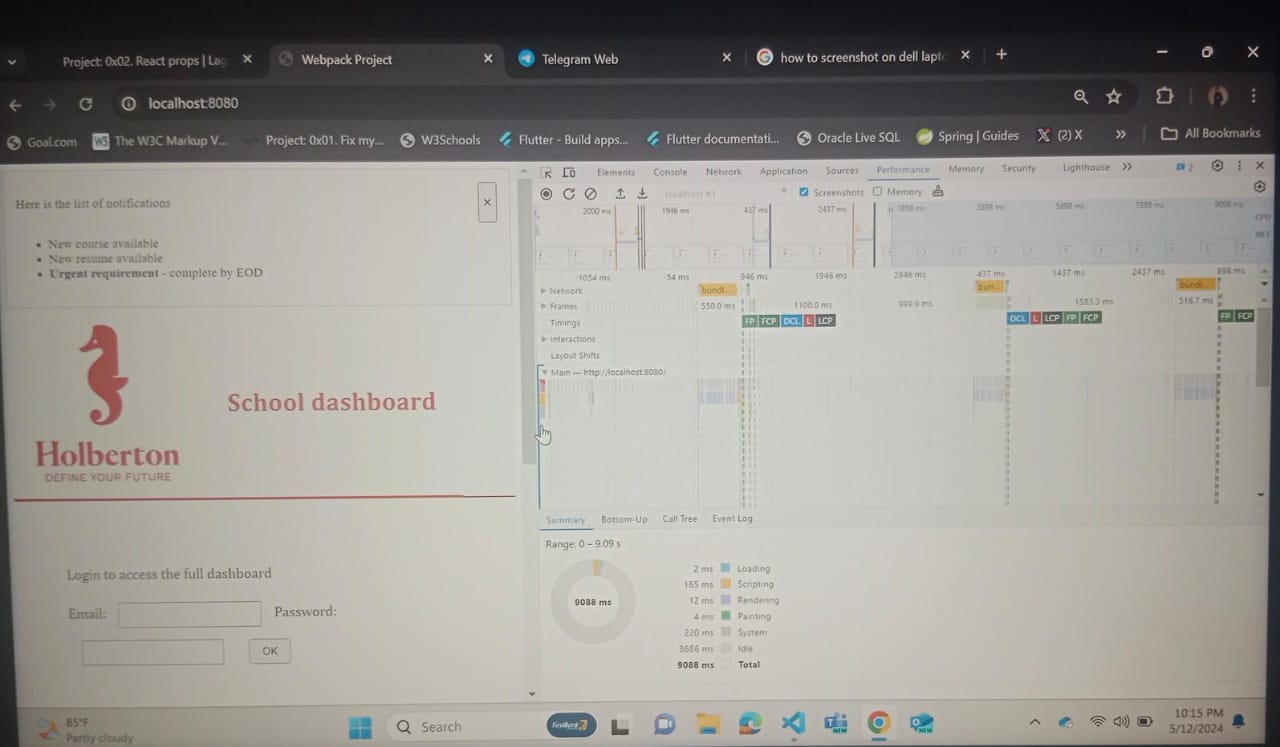 Project: 0x02. React props | Lag
Webpack Project
Telegram Web
how to screenshot on dell lapt
localhost:8080
Goal.com
The W3C Markup V...
Project: 0x01. Fix my...
W3Schools
Flutter - Build apps...
Flutter documentati...
Oracle Live SQL
Spring | Guides
(2) X
All Bookmarks
Here is the list of notifications
New course available
New resume available
Urgent requirement - complete by EOD
Holberton
DEFINE YOUR FUTURE
School dashboard
Login to access the full dashboard
Email:
Password:
OK
Elements Console Network Application Sources Performance Memory Security Lighthouse 2
localhost #1 Screenshots Memory
2000 ms 1946 ms 437 ms 2437 ms 1898 ms 3898 ms 5898 ms 7898 ms 9898 ms
CPU
NET
-1054 ms -54 ms 946 ms 1946 ms 2946 ms 437 ms 1437 ms 2437 ms 898 ms
Network bundl... bun... bundl...
Frames 550.0 ms 1100.0 ms 999.9 ms 1583.3 ms 516.7 ms
Timings FP FCP DCL L LCP DCL L LCP FP FCP FP FCP
Interactions
Layout Shifts
Main — http://localhost:8080/
Summary Bottom-Up Call Tree Event Log
Range: 0 – 9.09 s
9088 ms
2 ms Loading
165 ms Scripting
12 ms Rendering
4 ms Painting
220 ms System
8686 ms Idle
9088 ms Total
85°F
Partly cloudy
Search
FirstBank
NEW
NEW
10:15 PM
5/12/2024